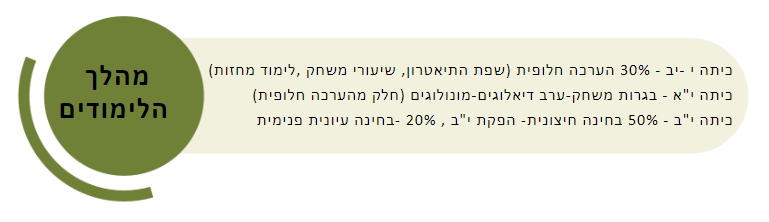 מהלך
הלימודים
כיתה י -יב - 30% הערכה חלופית (שפת התיאטרון, שיעורי משחק ,לימוד מחזות)
כיתה י"א - בגרות משחק-ערב דיאלוגים-מונולוגים (חלק מהערכה חלופית)
כיתה י"ב - 50% בחינה חיצונית- הפקת י"ב , 20% -בחינה עיונית פנימית